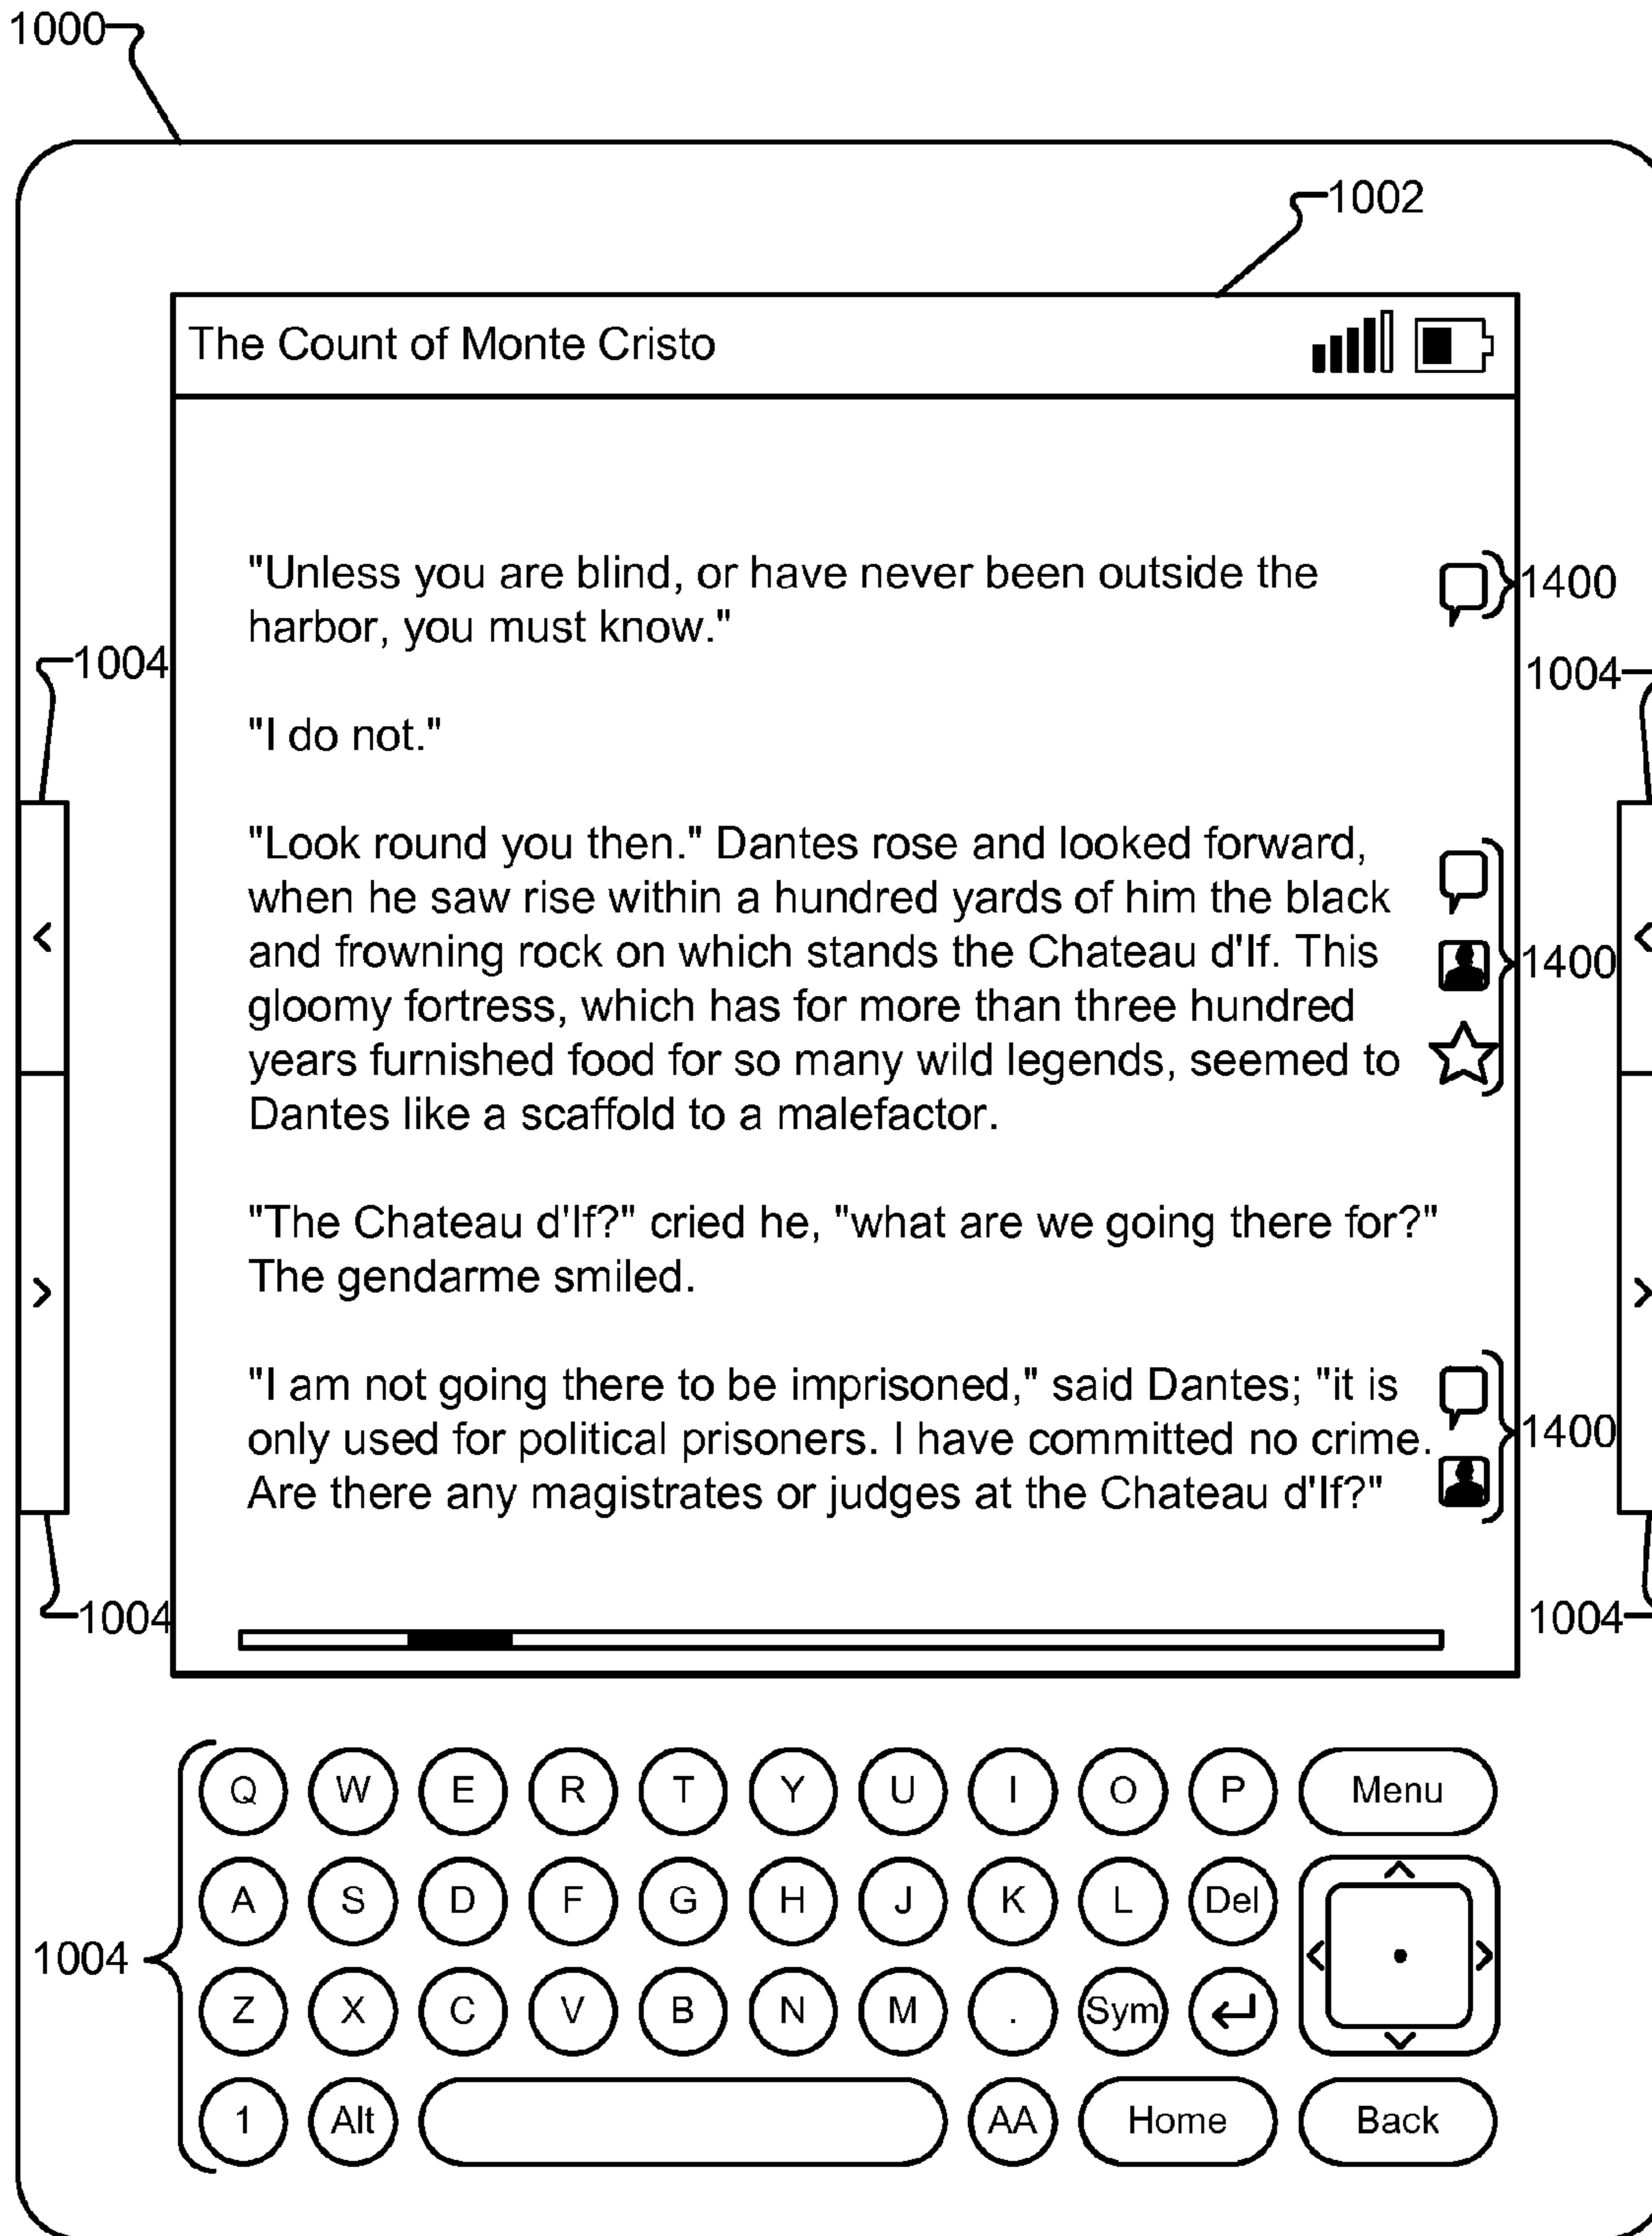 1000
1002
The Count of Monte Cristo
"Unless you are blind, or have never been outside the
harbor, you must know."
1400
1004
1004
"I do not."
"Look round you then." Dantes rose and looked forward,
when he saw rise within a hundred yards of him the black
and frowning rock on which stands the Chateau d'If. This
gloomy fortress, which has for more than three hundred
years furnished food for so many wild legends, seemed to
Dantes like a scaffold to a malefactor.
1400
"The Chateau d'If?" cried he, "what are we going there for?"
The gendarme smiled.
"I am not going there to be imprisoned," said Dantes; "it is
only used for political prisoners. I have committed no crime.
Are there any magistrates or judges at the Chateau d'If?"
1400
1004
1004
Q W E R T Y U I O P Menu
A S D F G H J K L Del
1004
Z X C V B N M . Sym
1 Alt AA Home Back